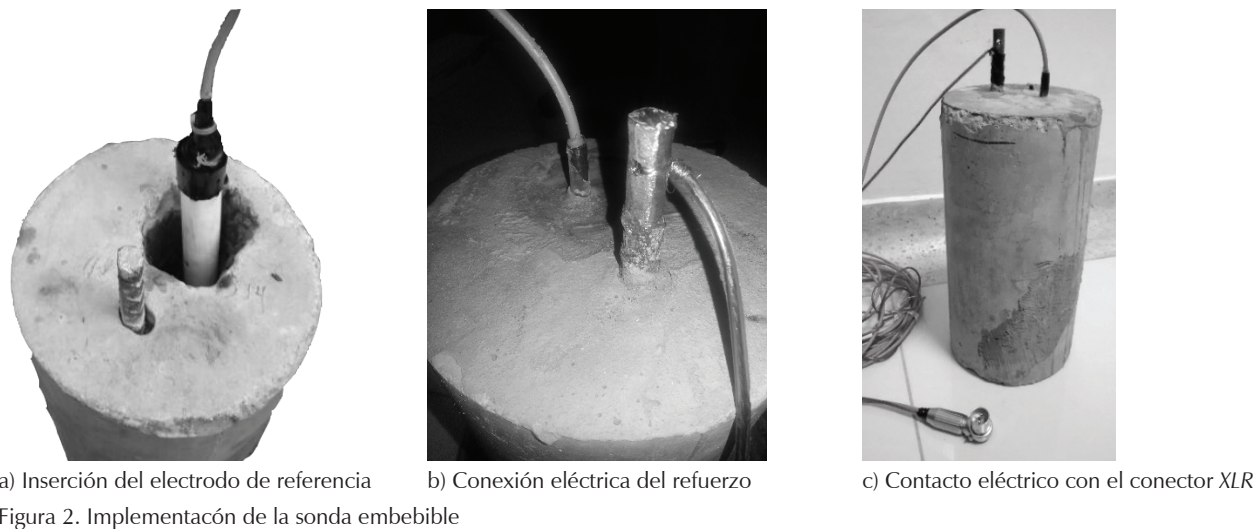 a) Inserción del electrodo de referencia
b) Conexión eléctrica del refuerzo
c) Contacto eléctrico con el conector XLR
Figura 2. Implementacón de la sonda embebible